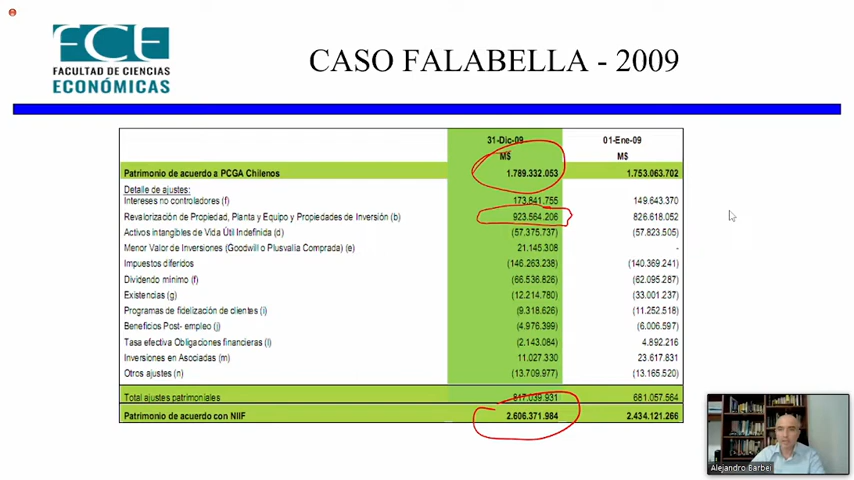 FCE
FACULTAD DE CIENCIAS
ECONÓMICAS
CASO FALABELLA - 2009
31-Dic-09 01-Ene-09
M$ M$
Patrimonio de acuerdo a PCGA Chilenos 1.789.332.053 1.753.063.702
Detalle de ajustes:
Intereses no controladores (f) 173.841.755 149.643.370
Revalorización de Propiedad, Planta y Equipo y Propiedades de Inversión (b) 923.564.206 826.618.052
Activos intangibles de Vida Útil Indefinida (d) (57.375.737) (57.823.505)
Menor Valor de Inversiones (Goodwill o Plusvalía Comprada) (e) 21.145.308 -
Impuestos diferidos (146.263.238) (140.369.241)
Dividendo mínimo (f) (66.536.826) (62.095.287)
Existencias (g) (12.214.780) (33.001.237)
Programas de fidelización de clientes (i) (9.318.626) (11.252.518)
Beneficios Post- empleo (j) (4.976.399) (6.006.597)
Tasa efectiva Obligaciones financieras (l) (2.143.084) 4.892.216
Inversiones en Asociadas (m) 11.027.330 23.617.831
Otros ajustes (n) (13.709.977) (13.165.520)
Total ajustes patrimoniales 817.039.931 681.057.564
Patrimonio de acuerdo con NIIF 2.606.371.984 2.434.121.266
Alejandro Barbei